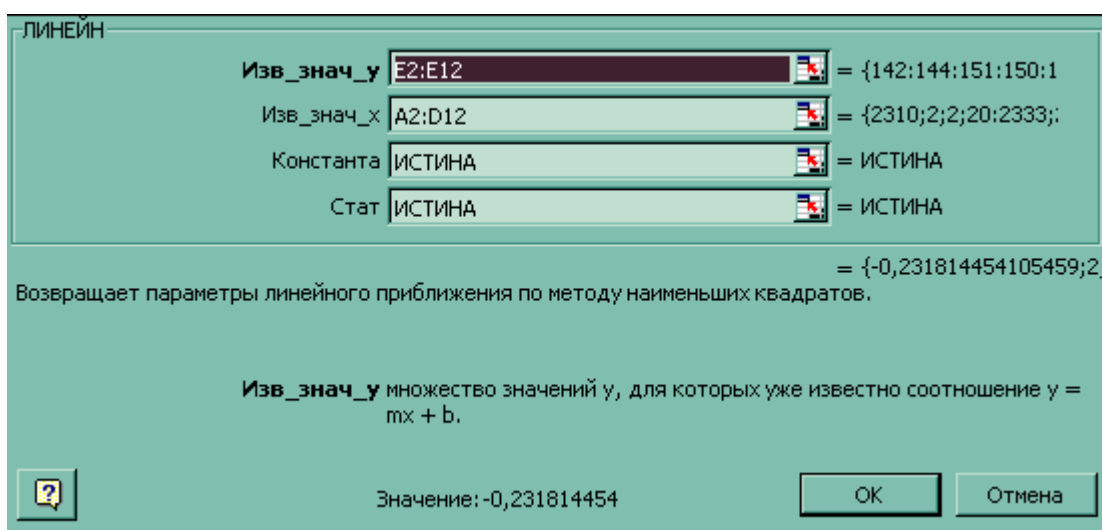 ЛИНЕЙН
Изв_знач_y E2:E12 = {142:144:151:150:1
Изв_знач_x A2:D12 = {2310;2;2;20:2333;
Константа ИСТИНА = ИСТИНА
Стат ИСТИНА = ИСТИНА
= {-0,231814454105459;2
Возвращает параметры линейного приближения по методу наименьших квадратов.
Изв_знач_y множество значений y, для которых уже известно соотношение y =
mx + b.
Значение:-0,231814454
OK Отмена